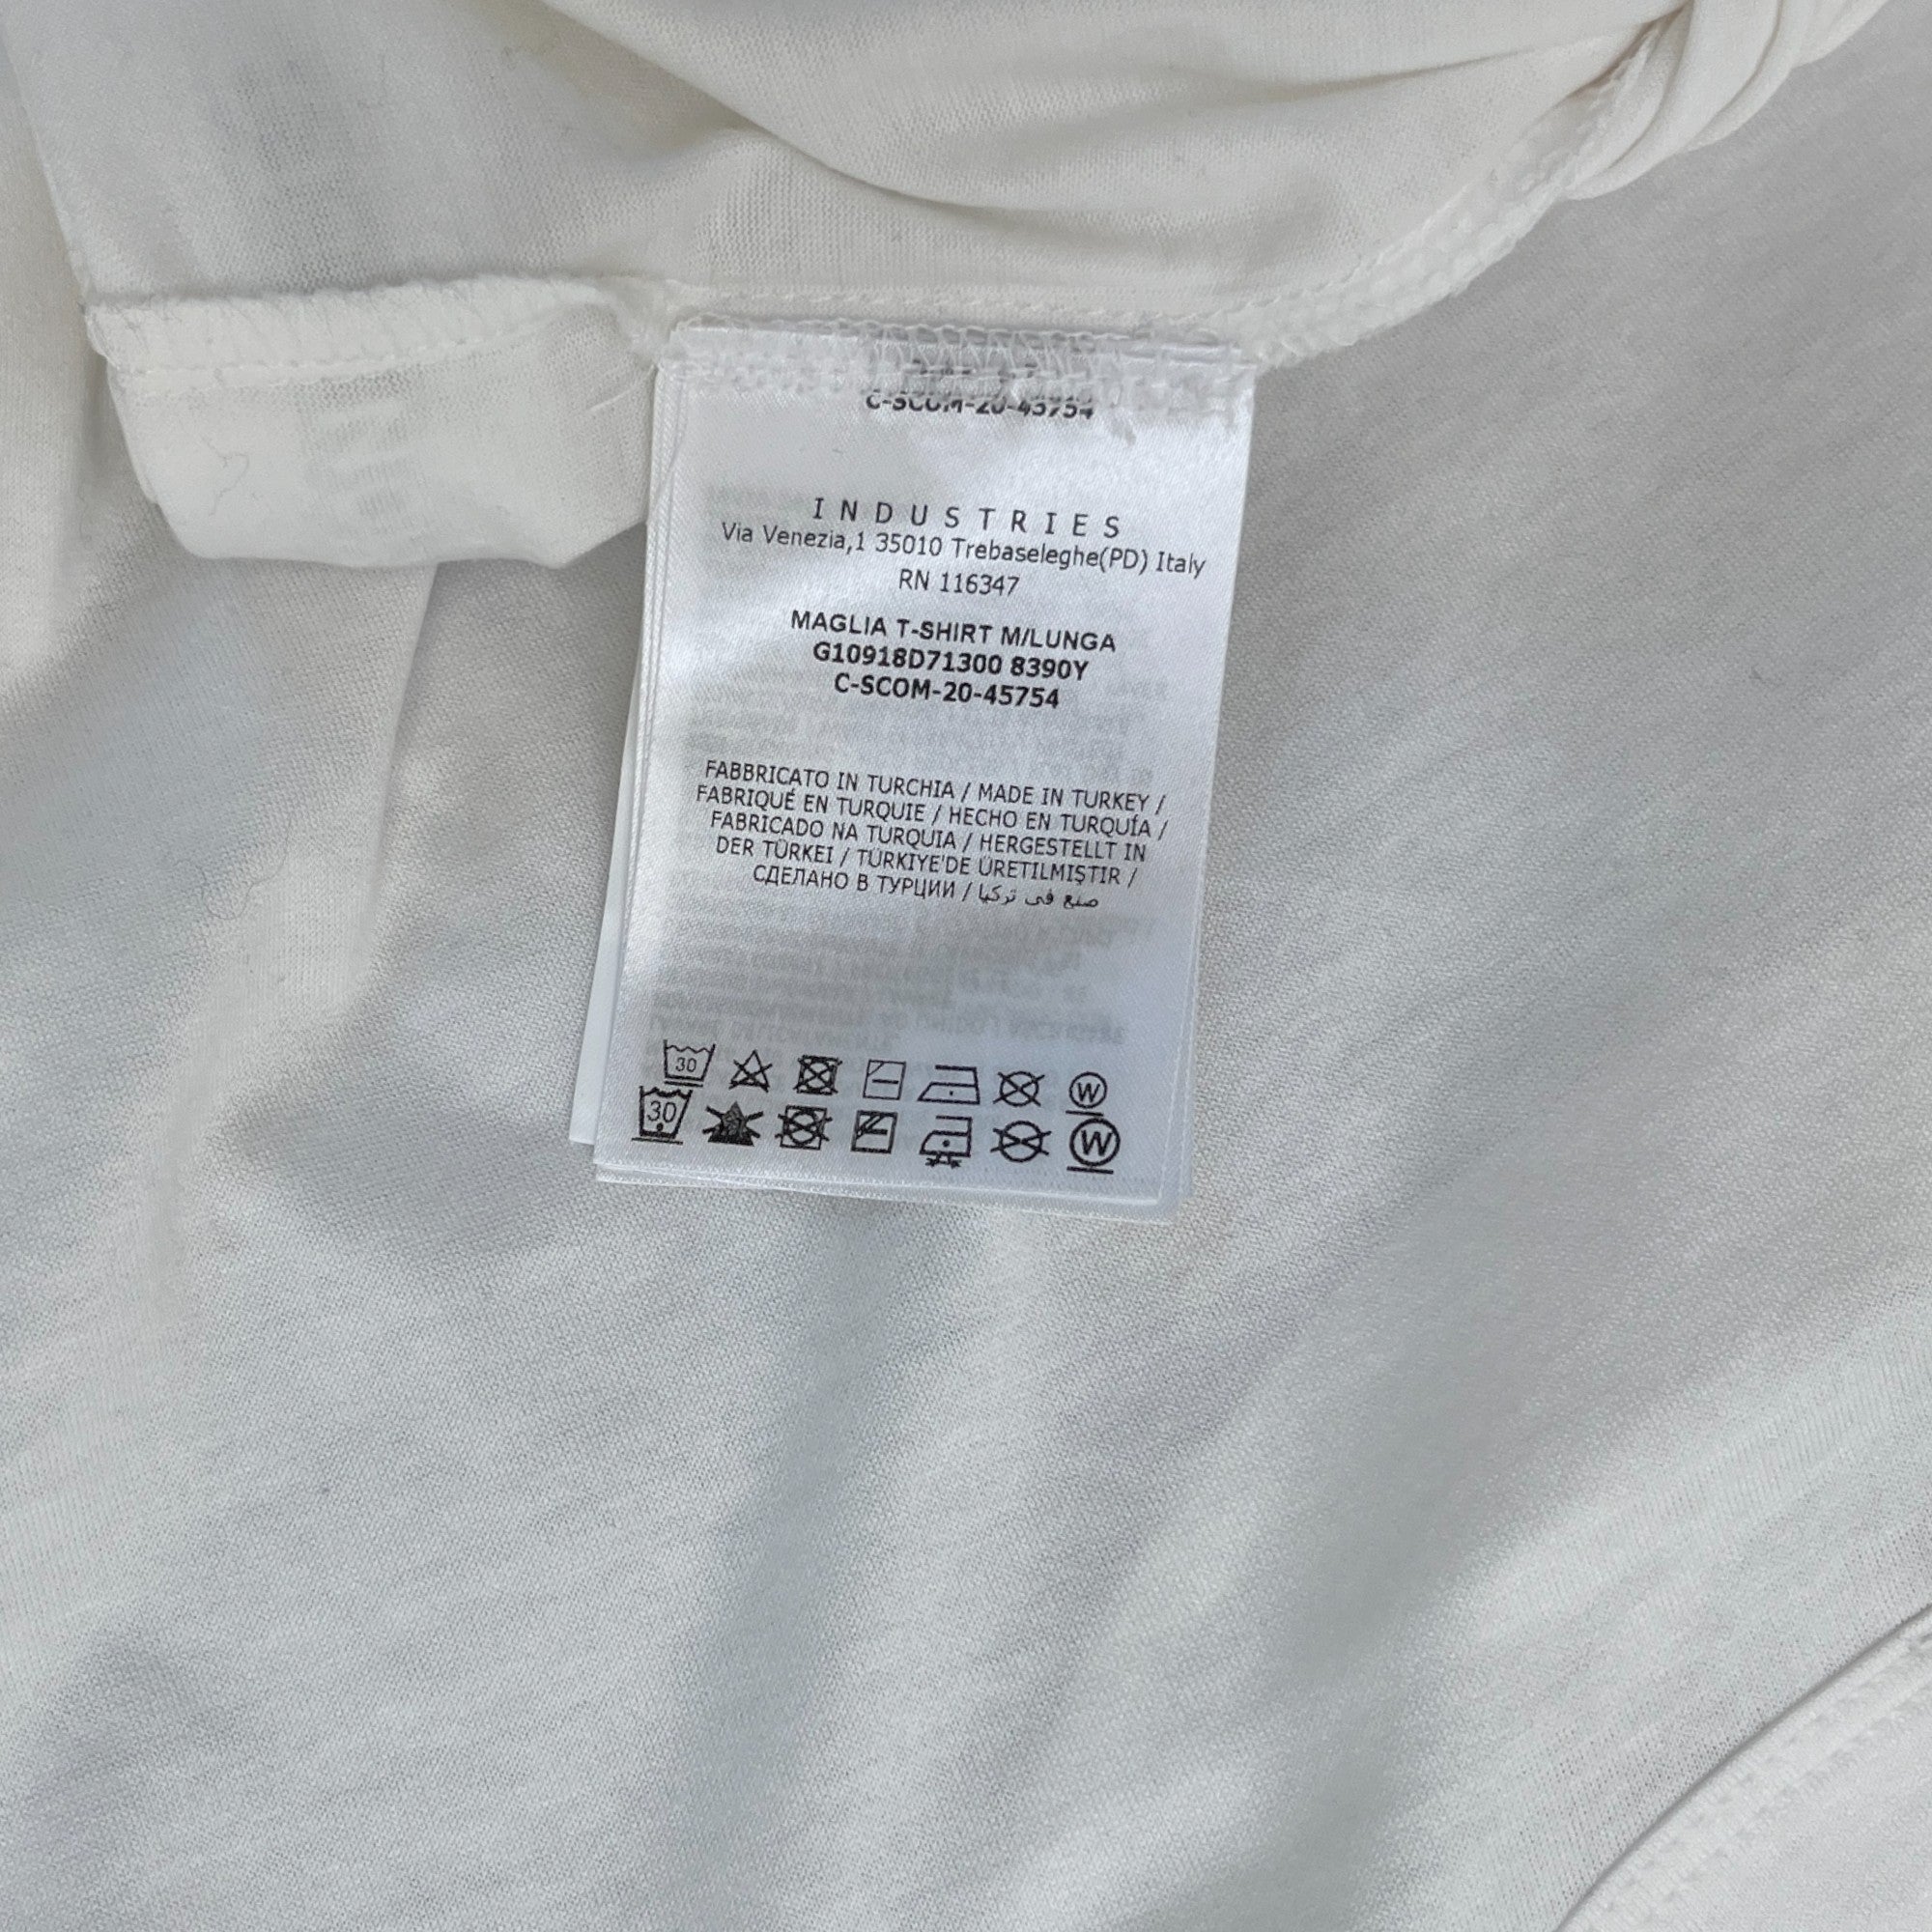 C-SCOM-20-45754
INDUSTRIES
Via Venezia,1 35010 Trebaseleghe(PD) Italy
RN 116347
MAGLIA T-SHIRT M/LUNGA
G10918D71300 8390Y
C-SCOM-20-45754
FABBRICATO IN TURCHIA / MADE IN TURKEY /
FABRIQUÉ EN TURQUIE / HECHO EN TURQUÍA /
FABRICADO NA TURQUIA / HERGESTELLT IN
DER TÜRKEI / TÜRKIYE'DE ÜRETILMIŞTIR /
СДЕЛАНО В ТУРЦИИ / صنع في تركيا
30 W
30 W